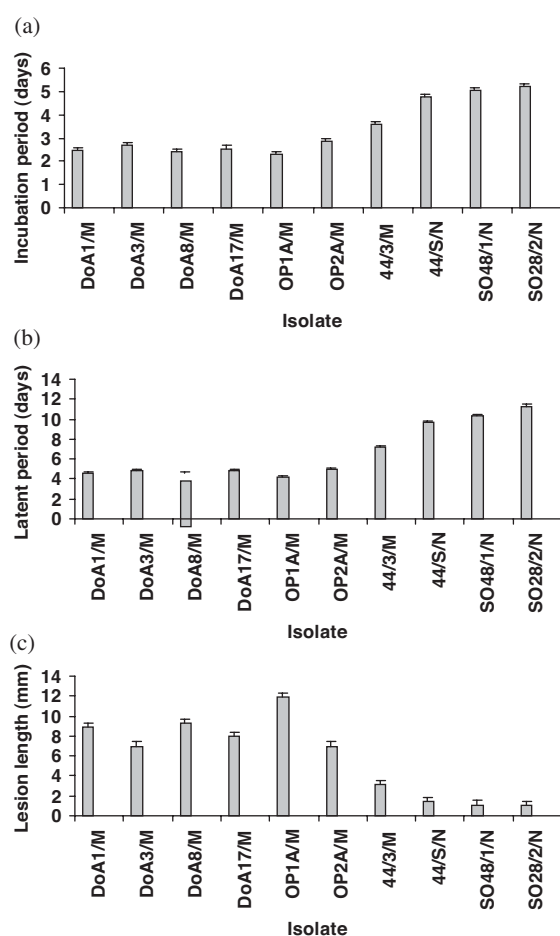 (a)
Incubation period (days)
6
5
4
3
2
1
0
DoA1/M
DoA3/M
DoA8/M
DoA17/M
OP1A/M
OP2A/M
44/3/M
44/S/N
SO48/1/N
SO28/2/N
Isolate
(b)
Latent period (days)
14
12
10
8
6
4
2
0
DoA1/M
DoA3/M
DoA8/M
DoA17/M
OP1A/M
OP2A/M
44/3/M
44/S/N
SO48/1/N
SO28/2/N
Isolate
(c)
Lesion length (mm)
14
12
10
8
6
4
2
0
DoA1/M
DoA3/M
DoA8/M
DoA17/M
OP1A/M
OP2A/M
44/3/M
44/S/N
SO48/1/N
SO28/2/N
Isolate